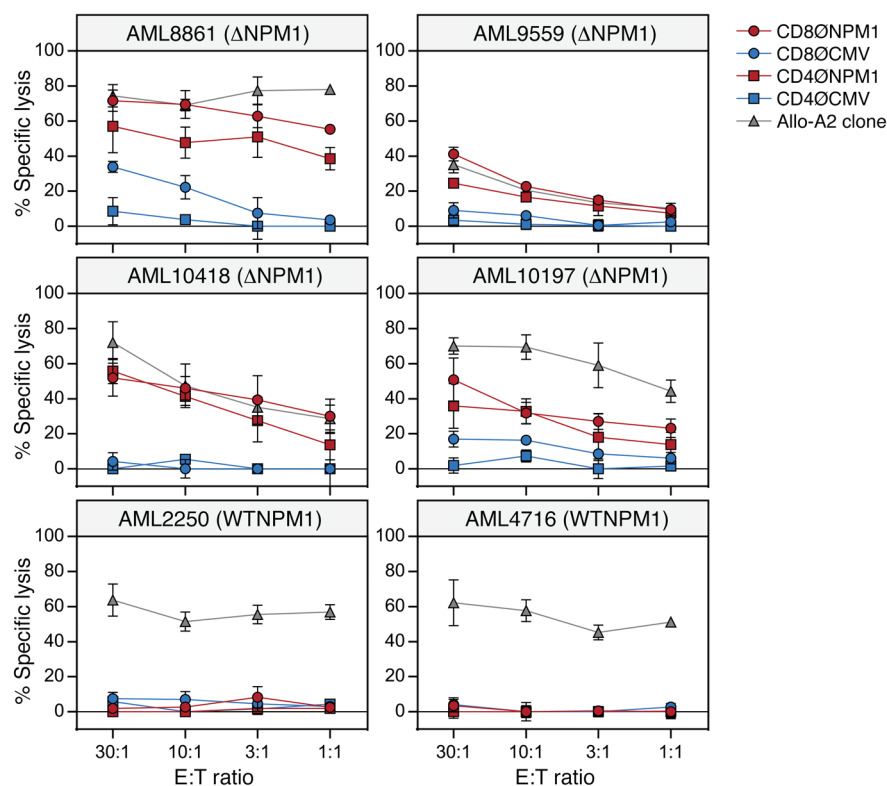 AML8861 (ΔNPM1)
AML9559 (ΔNPM1)
CD8ØNPM1
CD8ØCMV
CD4ØNPM1
CD4ØCMV
Allo-A2 clone
% Specific lysis
100
80
60
40
20
0
100
80
60
40
20
0
AML10418 (ΔNPM1)
AML10197 (ΔNPM1)
% Specific lysis
100
80
60
40
20
0
100
80
60
40
20
0
AML2250 (WTNPM1)
AML4716 (WTNPM1)
% Specific lysis
100
80
60
40
20
0
100
80
60
40
20
0
30:1 10:1 3:1 1:1
30:1 10:1 3:1 1:1
E:T ratio
E:T ratio